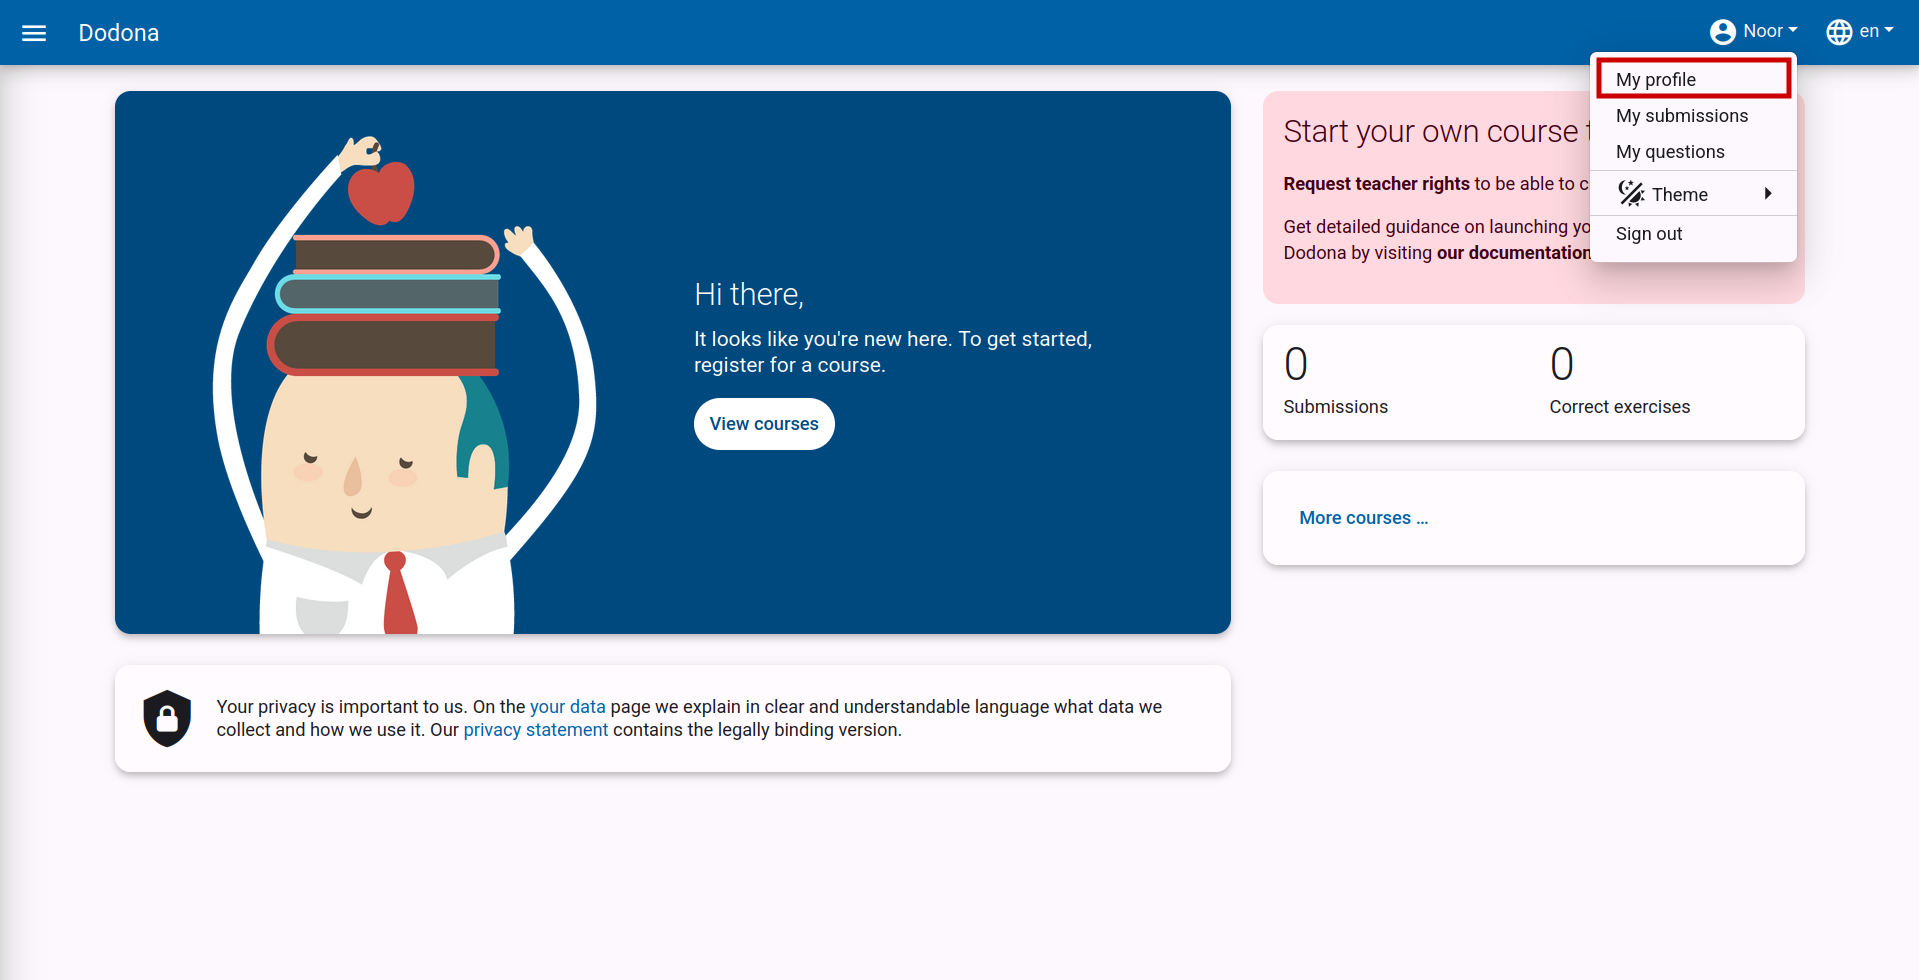 Dodona
Noor
en
My profile
My submissions
My questions
Theme
Sign out
Hi there,
It looks like you're new here. To get started,
register for a course.
View courses
Start your own course
Request teacher rights to be able to
Get detailed guidance on launching
Dodona by visiting our documentation
0
Submissions
0
Correct exercises
More courses ...
Your privacy is important to us. On the your data page we explain in clear and understandable language what data we
collect and how we use it. Our privacy statement contains the legally binding version.